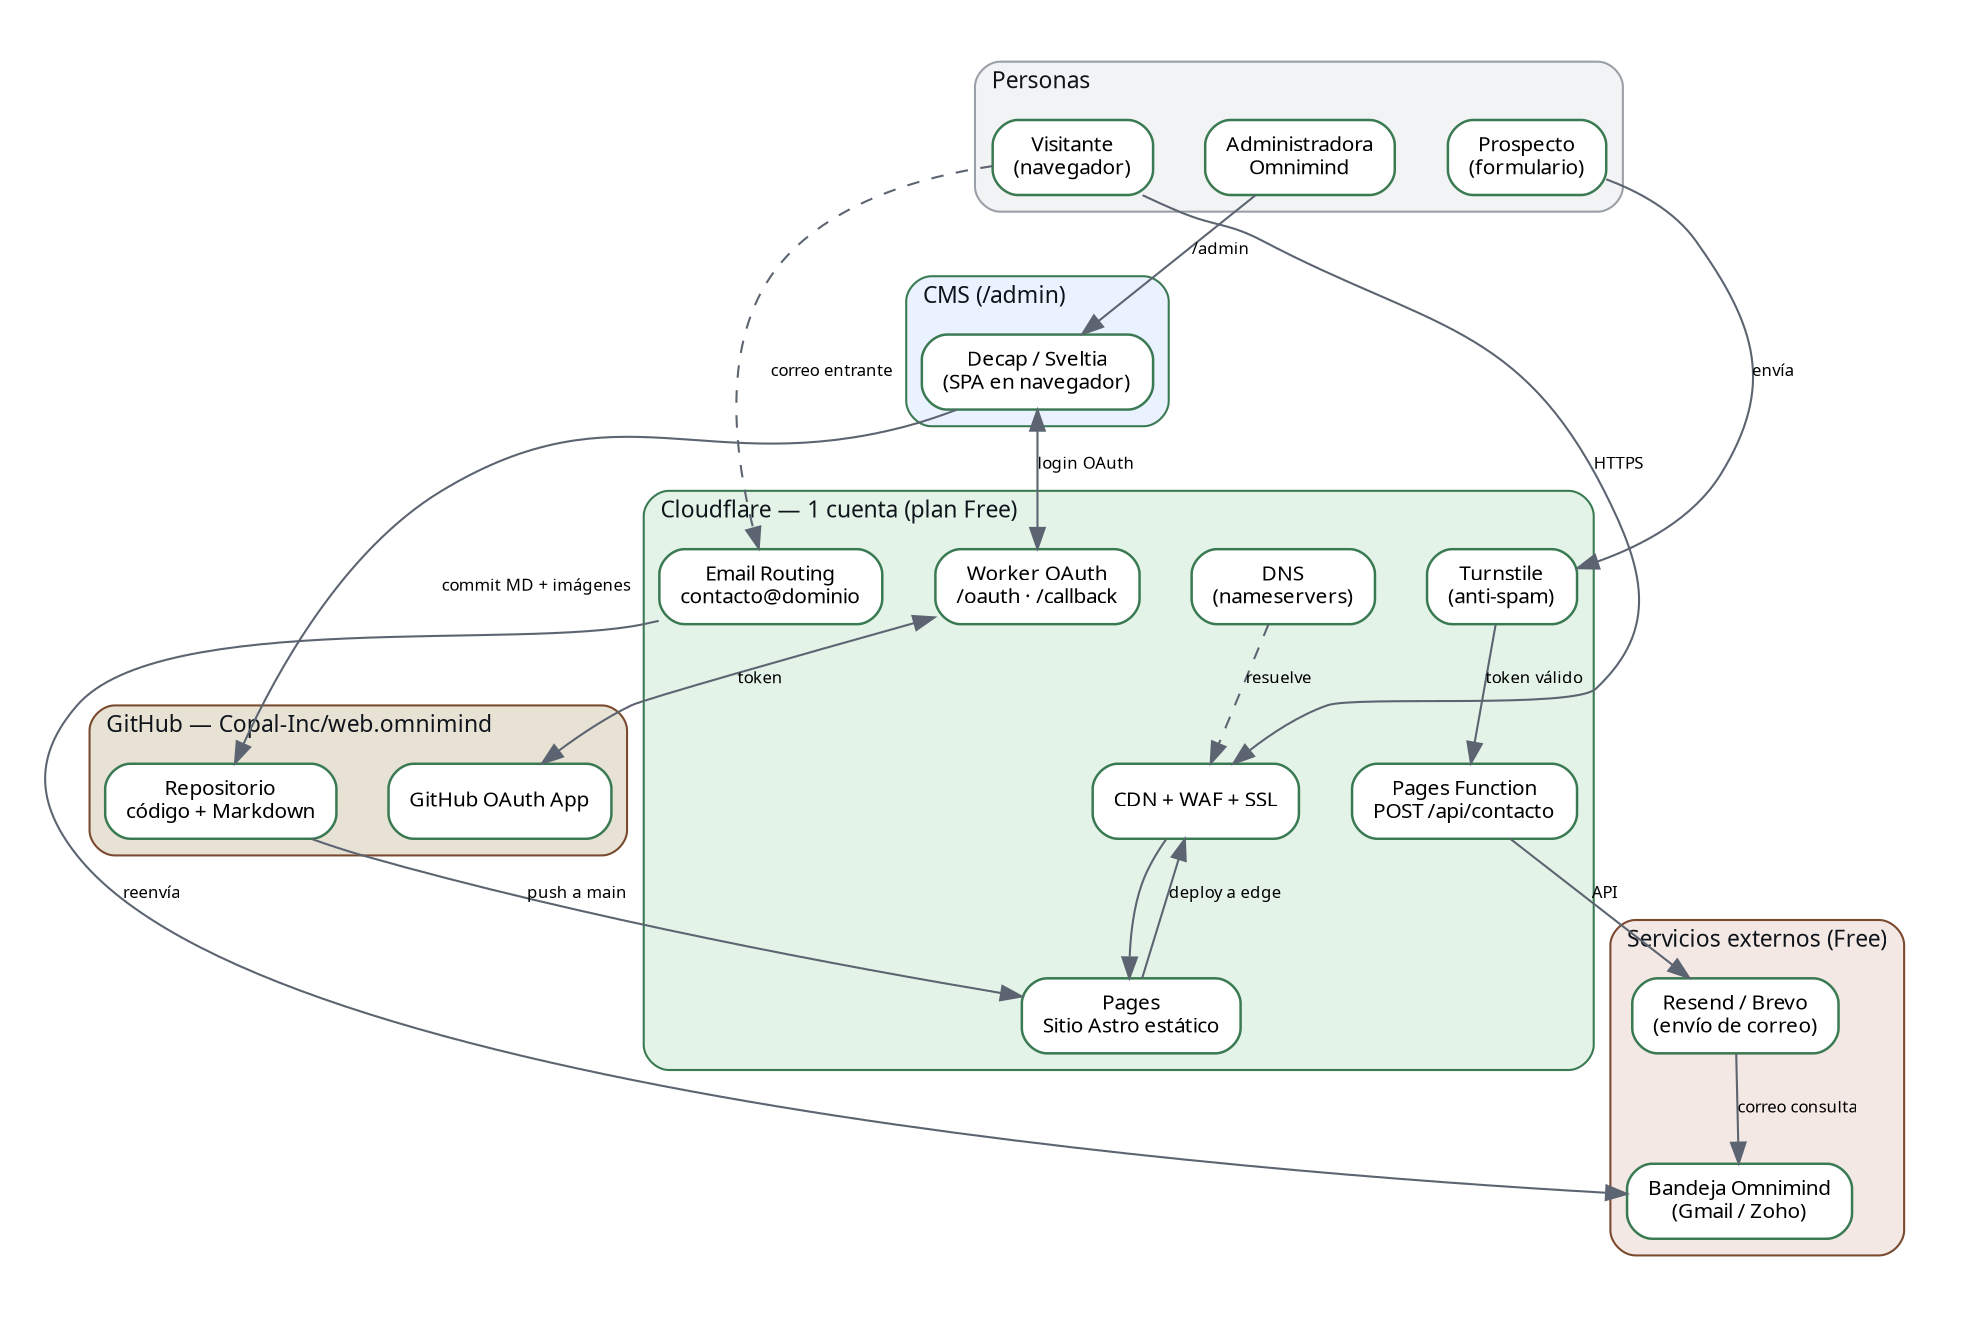 Personas
Visitante
(navegador)
Administradora
Omnimind
Prospecto
(formulario)
/admin
CMS (/admin)
Decap / Sveltia
(SPA en navegador)
correo entrante
envía
login OAuth
HTTPS
Cloudflare — 1 cuenta (plan Free)
Email Routing
contacto@dominio
Worker OAuth
/oauth · /callback
DNS
(nameservers)
Turnstile
(anti-spam)
commit MD + imágenes
token
resuelve
token válido
GitHub — Copal-Inc/web.omnimind
Repositorio
código + Markdown
GitHub OAuth App
CDN + WAF + SSL
Pages Function
POST /api/contacto
reenvía
push a main
deploy a edge
API
Servicios externos (Free)
Pages
Sitio Astro estático
Resend / Brevo
(envío de correo)
correo consulta
Bandeja Omnimind
(Gmail / Zoho)